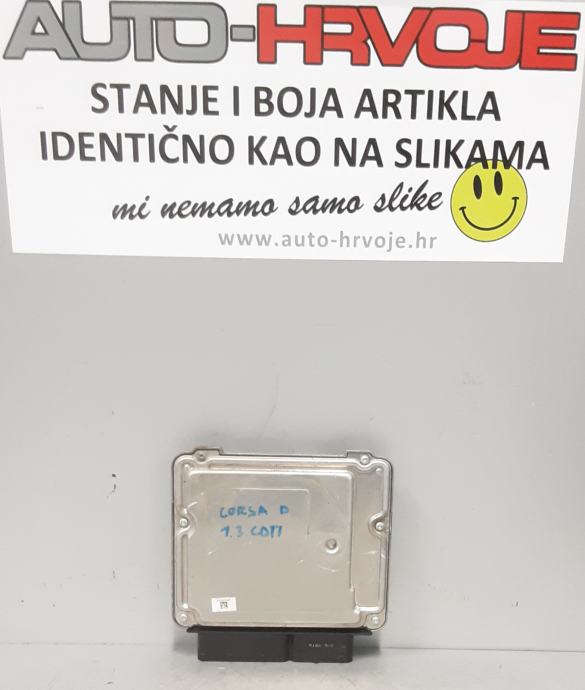 AUTO-HRVOJE
STANJE I BOJA ARTIKLA
IDENTIČNO KAO NA SLIKAMA
mi nemamo samo slike
www.auto-hrvoje.hr
CORSA D
1.3 CDTI